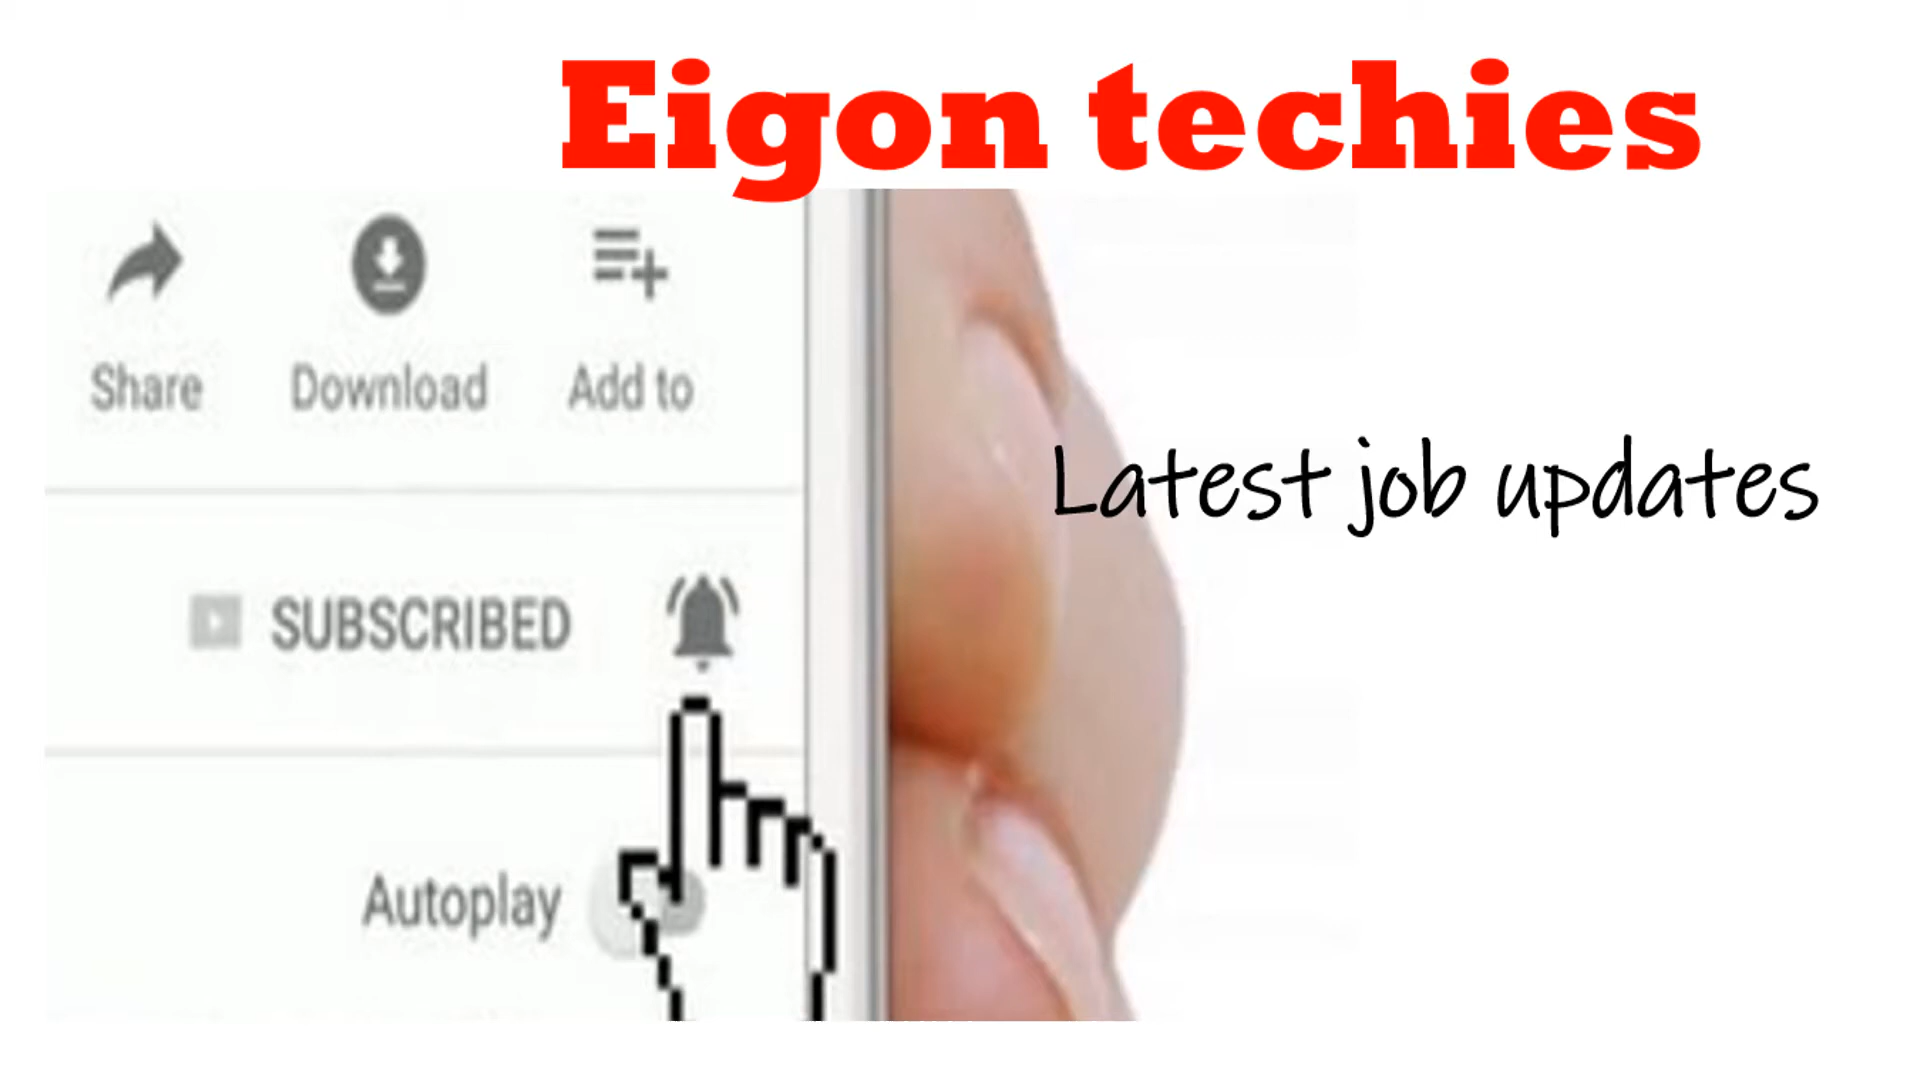 Eigon techies
Share Download Add to
Latest job updates
SUBSCRIBED
Autoplay